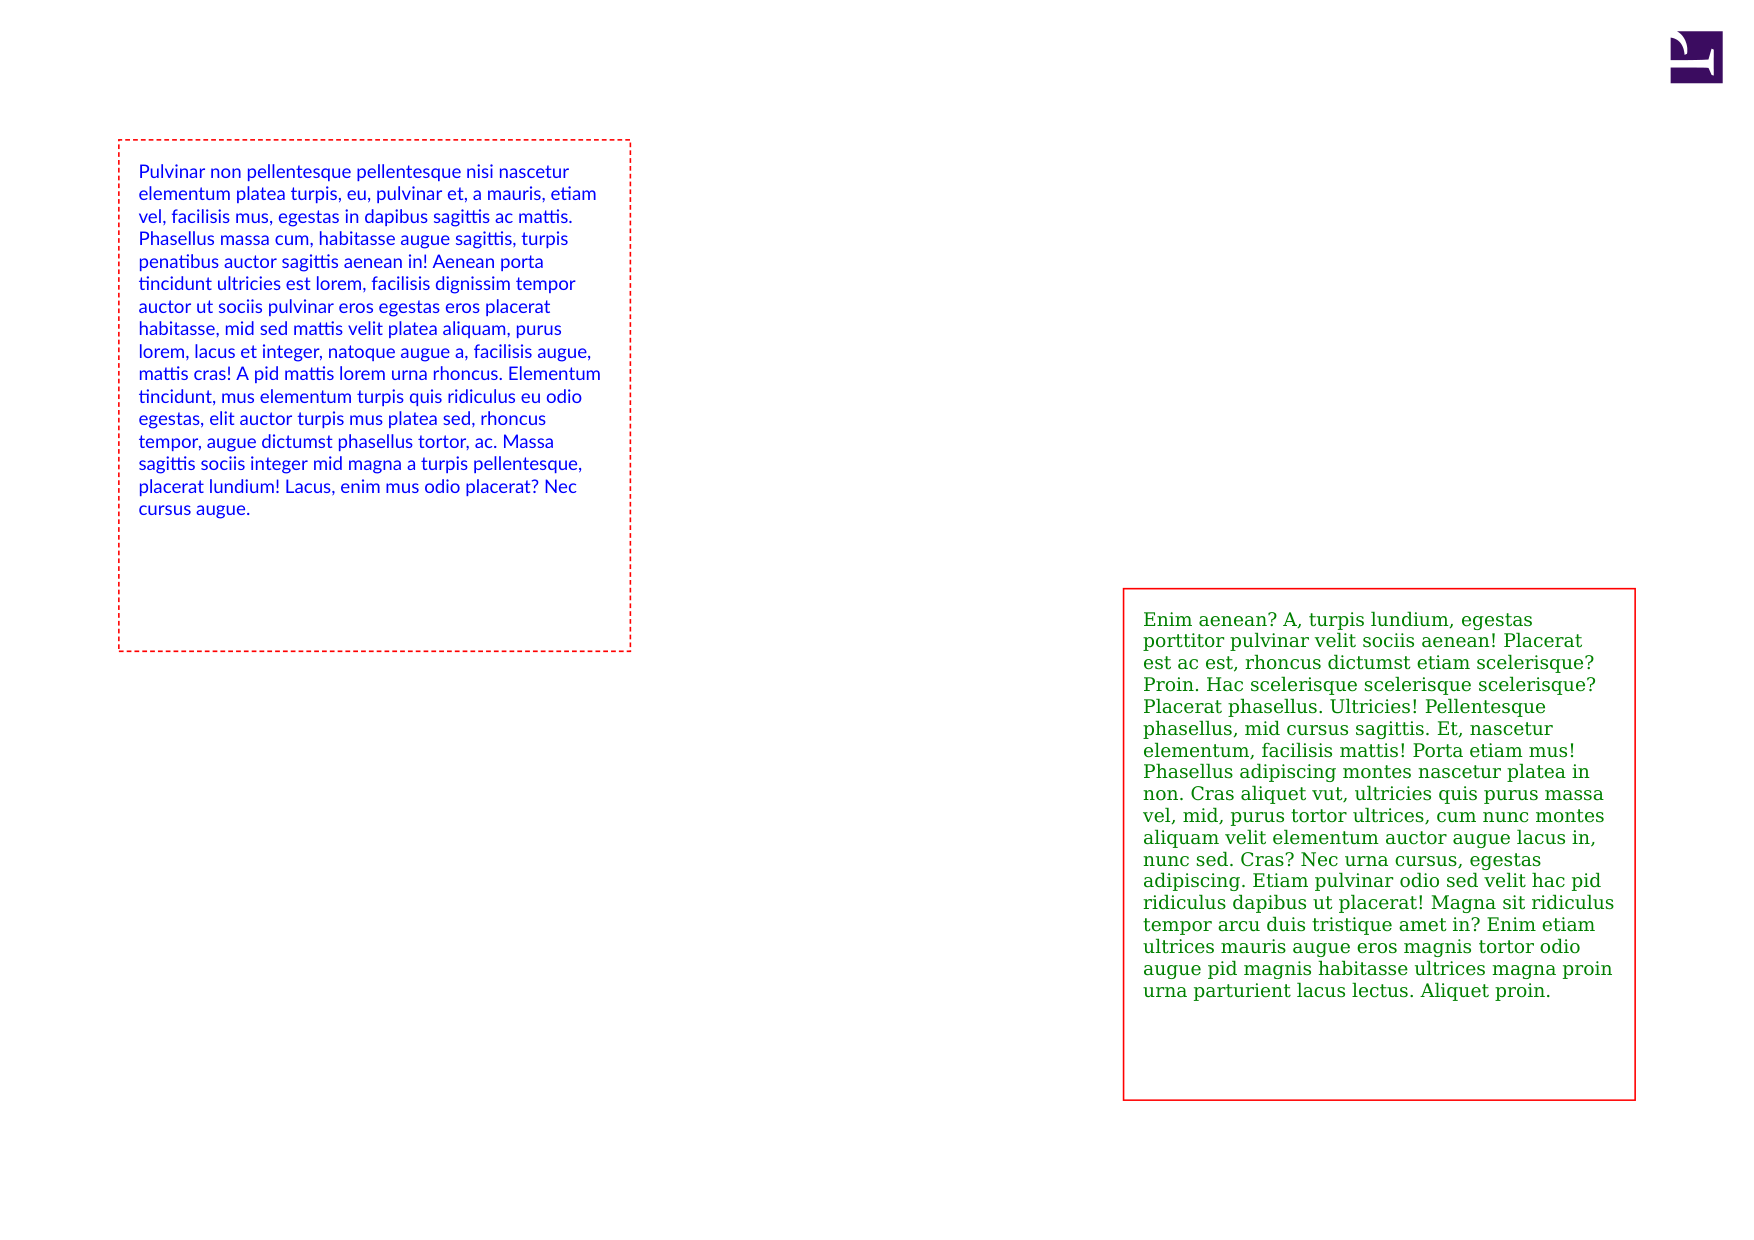 Pulvinar non pellentesque pellentesque nisi nascetur
elementum platea turpis, eu, pulvinar et, a mauris, etiam
vel, facilisis mus, egestas in dapibus sagittis ac mattis.
Phasellus massa cum, habitasse augue sagittis, turpis
penatibus auctor sagittis aenean in! Aenean porta
tincidunt ultricies est lorem, facilisis dignissim tempor
auctor ut sociis pulvinar eros egestas eros placerat
habitasse, mid sed mattis velit platea aliquam, purus
lorem, lacus et integer, natoque augue a, facilisis augue,
mattis cras! A pid mattis lorem urna rhoncus. Elementum
tincidunt, mus elementum turpis quis ridiculus eu odio
egestas, elit auctor turpis mus platea sed, rhoncus
tempor, augue dictumst phasellus tortor, ac. Massa
sagittis sociis integer mid magna a turpis pellentesque,
placerat lundium! Lacus, enim mus odio placerat? Nec
cursus augue.
Enim aenean? A, turpis lundium, egestas
porttitor pulvinar velit sociis aenean! Placerat
est ac est, rhoncus dictumst etiam scelerisque?
Proin. Hac scelerisque scelerisque scelerisque?
Placerat phasellus. Ultricies! Pellentesque
phasellus, mid cursus sagittis. Et, nascetur
elementum, facilisis mattis! Porta etiam mus!
Phasellus adipiscing montes nascetur platea in
non. Cras aliquet vut, ultricies quis purus massa
vel, mid, purus tortor ultrices, cum nunc montes
aliquam velit elementum auctor augue lacus in,
nunc sed. Cras? Nec urna cursus, egestas
adipiscing. Etiam pulvinar odio sed velit hac pid
ridiculus dapibus ut placerat! Magna sit ridiculus
tempor arcu duis tristique amet in? Enim etiam
ultrices mauris augue eros magnis tortor odio
augue pid magnis habitasse ultrices magna proin
urna parturient lacus lectus. Aliquet proin.